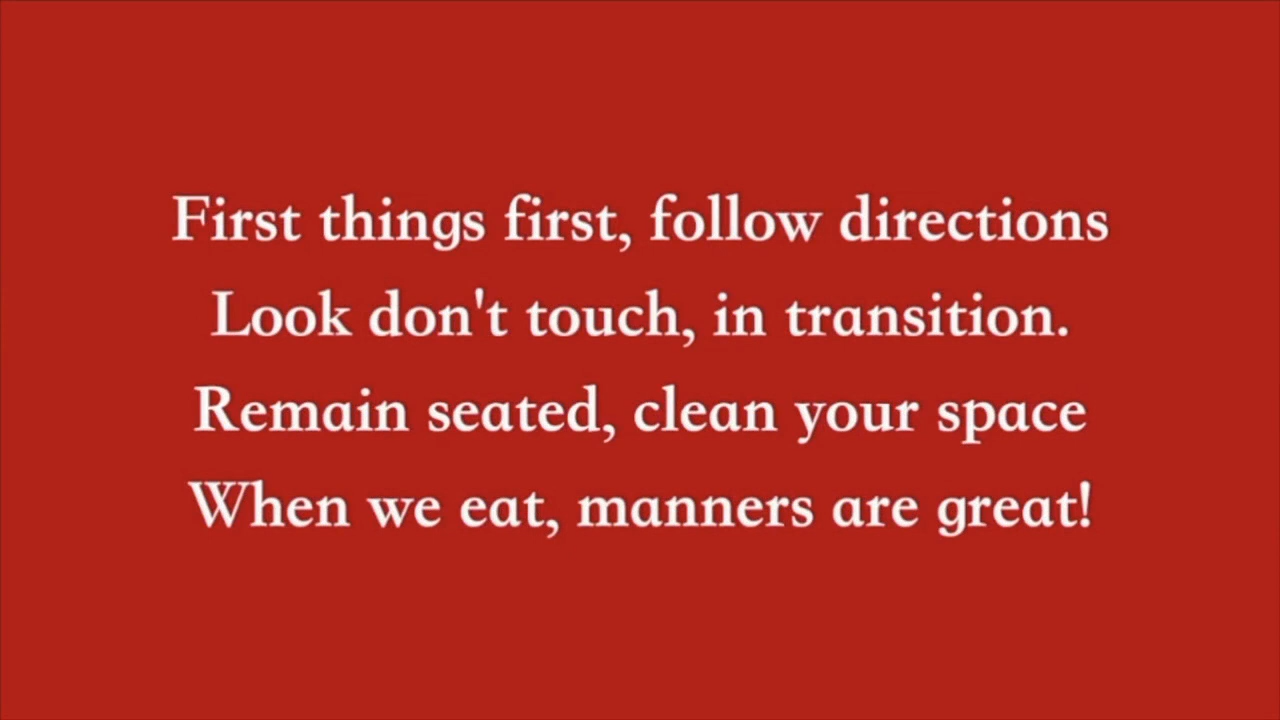 First things first, follow directions
Look don't touch, in transition.
Remain seated, clean your space
When we eat, manners are great!